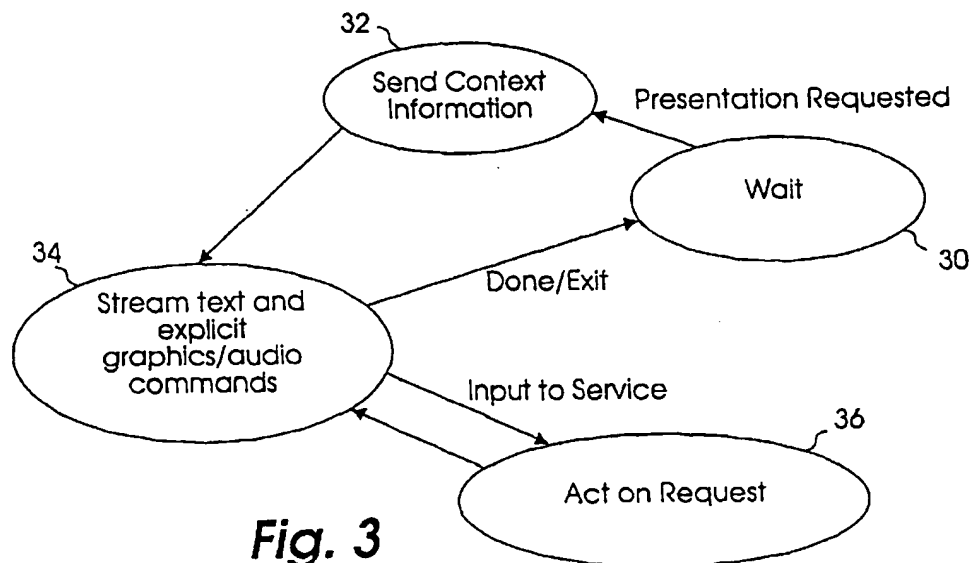 32
Send Context
Information
Presentation Requested
Wait
30
34
Stream text and
explicit
graphics/audio
commands
Done/Exit
Input to Service
36
Act on Request
Fig. 3